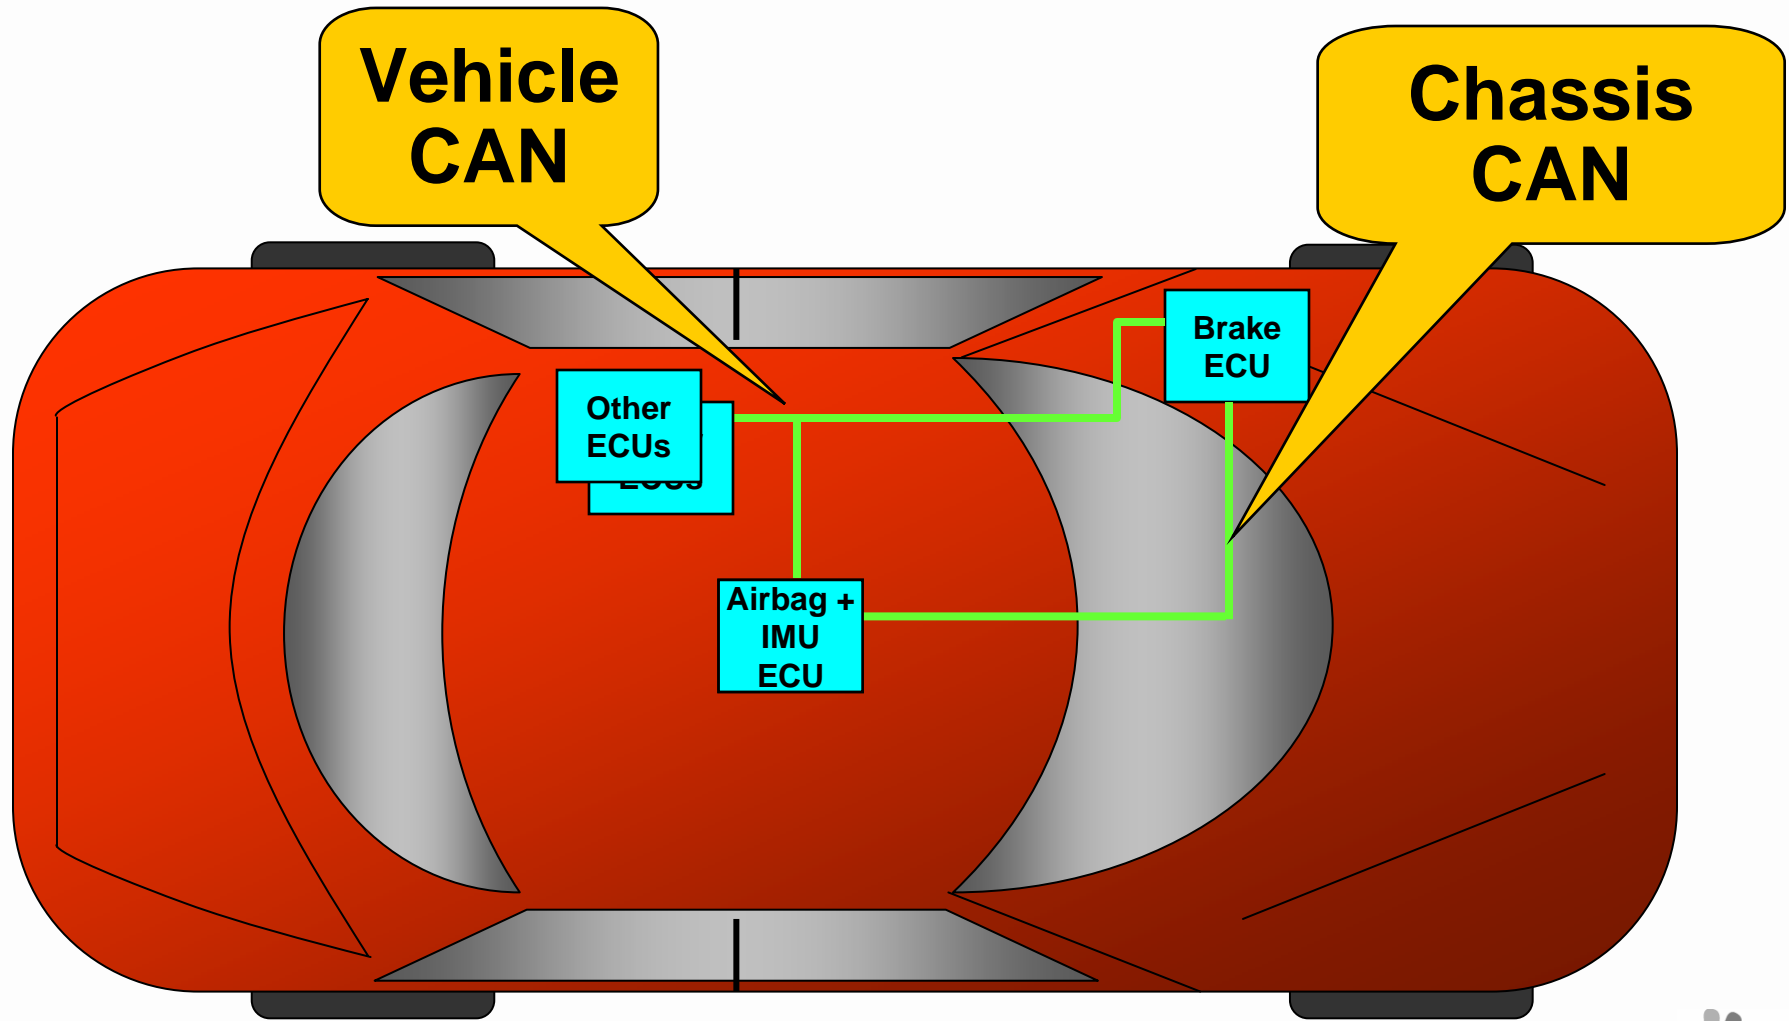 Vehicle
CAN
Chassis
CAN
Brake
ECU
Other
ECUs
Airbag +
IMU
ECU